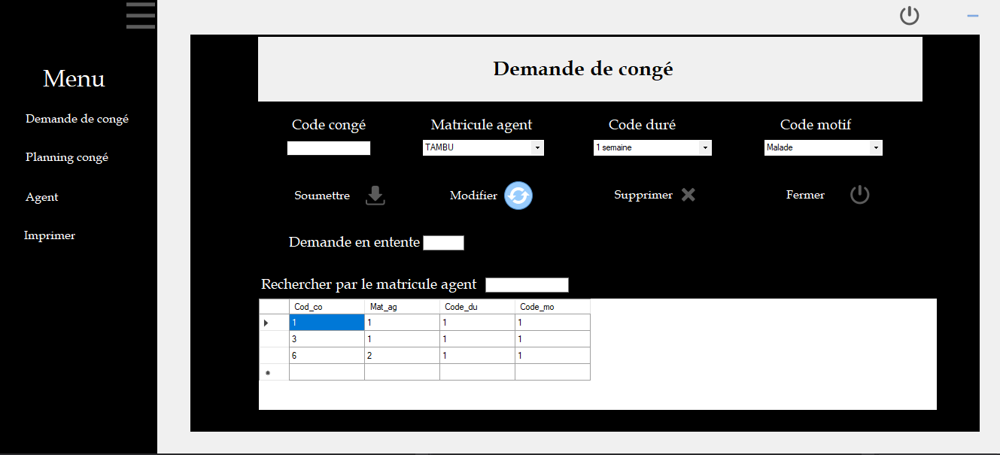 Menu
Demande de congé
Planning congé
Agent
Imprimer
Demande de congé
Code congé Matricule agent Code duré Code motif
TAMBU 1 semaine Malade
Soumettre Modifier Supprimer Fermer
Demande en entente
Rechercher par le matricule agent
Cod_co Mat_ag Code_du Code_mo
1 1 1 1
3 1 1 1
6 2 1 1